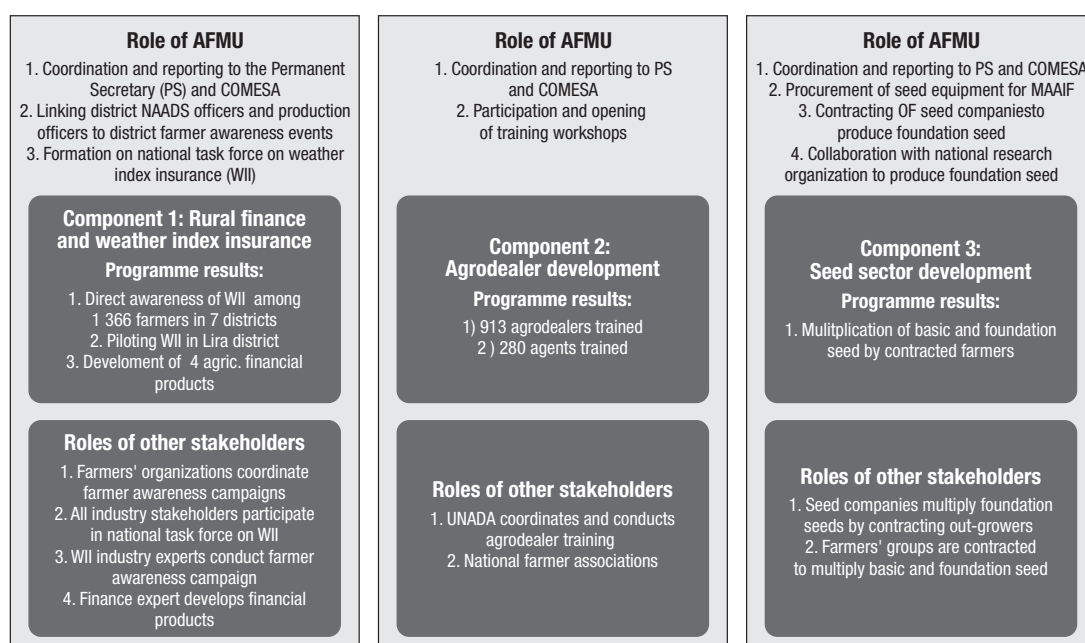 Role of AFMU
1. Coordination and reporting to the Permanent
Secretary (PS) and COMESA
2. Linking district NAADS officers and production
officers to district farmer awareness events
3. Formation on national task force on weather
index insurance (WII)
Component 1: Rural finance
and weather index insurance
Programme results:
1. Direct awareness of WII among
1 366 farmers in 7 districts
2. Piloting WII in Lira district
3. Develoment of 4 agric. financial
products
Roles of other stakeholders
1. Farmers' organizations coordinate
farmer awareness campaigns
2. All industry stakeholders participate
in national task force on WII
3. WII industry experts conduct farmer
awareness campaign
4. Finance expert develops financial
products
Role of AFMU
1. Coordination and reporting to PS
and COMESA
2. Participation and opening
of training workshops
Component 2:
Agrodealer development
Programme results:
1) 913 agrodealers trained
2 ) 280 agents trained
Roles of other stakeholders
1. UNADA coordinates and conducts
agrodealer training
2. National farmer associations
Role of AFMU
1. Coordination and reporting to PS and COMESA
2. Procurement of seed equipment for MAAIF
3. Contracting OF seed companiesto
produce foundation seed
4. Collaboration with national research
organization to produce foundation seed
Component 3:
Seed sector development
Programme results:
1. Mulitplication of basic and foundation
seed by contracted farmers
Roles of other stakeholders
1. Seed companies multiply foundation
seeds by contracting out-growers
2. Farmers' groups are contracted
to multiply basic and foundation seed